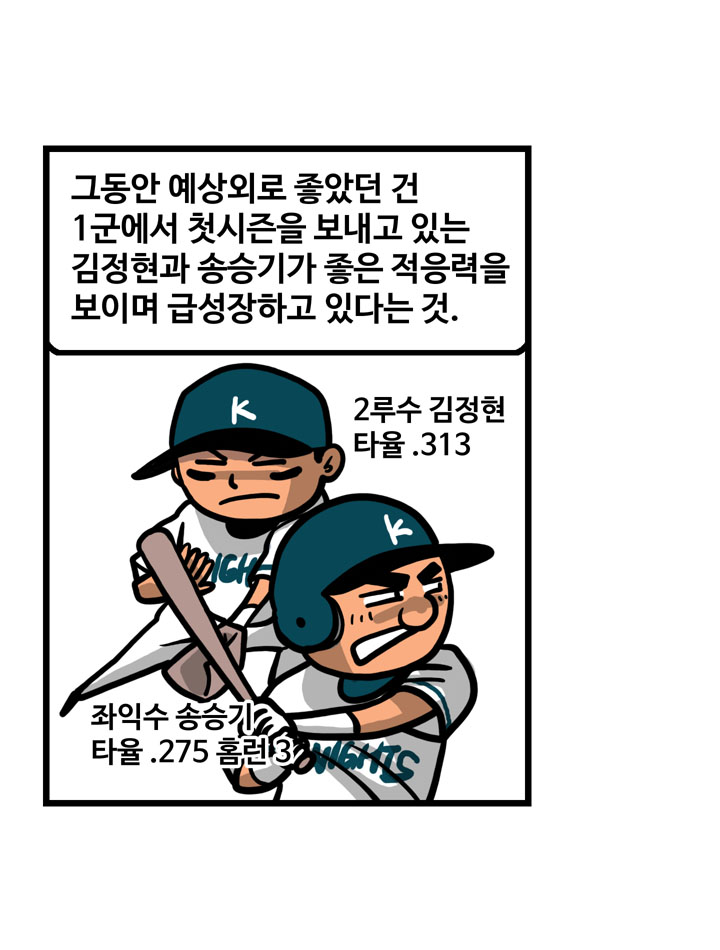 그동안 예상외로 좋았던 건
1군에서 첫시즌을 보내고 있는
김정현과 송승기가 좋은 적응력을
보이며 급성장하고 있다는 것.
K
2루수 김정현
타율 .313
K
IGH
좌익수 송승기
타율 .275 홈런 3
NIGHTS